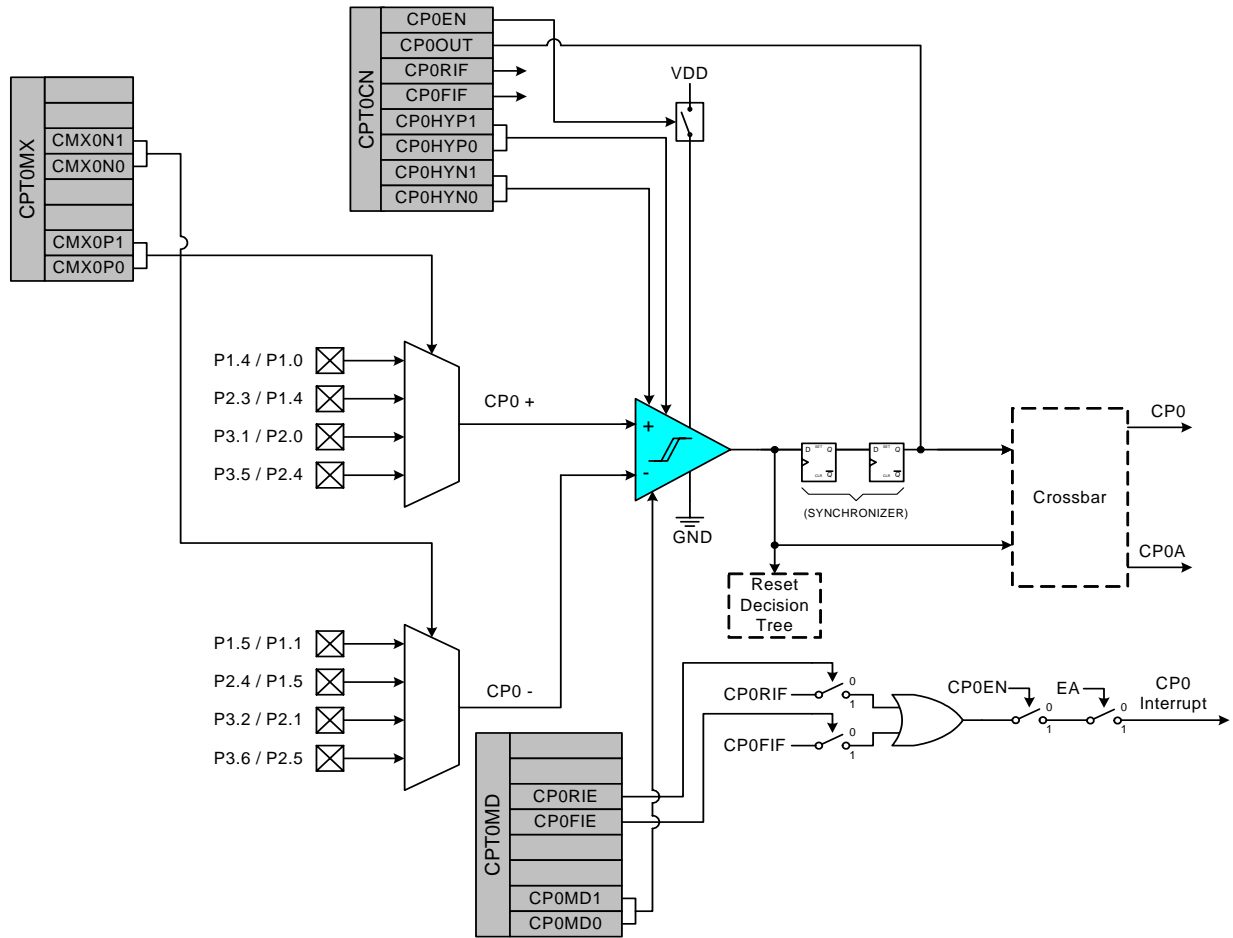 CPT0CN
CP0EN
CP0OUT
CP0RIF
CP0FIF
CP0HYP1
CP0HYP0
CP0HYN1
CP0HYN0
VDD
CPT0MX
CMX0N1
CMX0N0
CMX0P1
CMX0P0
P1.4 / P1.0
P2.3 / P1.4
P3.1 / P2.0
P3.5 / P2.4
CP0 +
+
-
GND
D SET Q
CLR Q
D SET Q
CLR Q
(SYNCHRONIZER)
Crossbar
CP0
CP0A
Reset
Decision
Tree
P1.5 / P1.1
P2.4 / P1.5
P3.2 / P2.1
P3.6 / P2.5
CP0 -
CP0RIF
0
1
CP0FIF
0
1
CP0EN
0
1
EA
0
1
CP0
Interrupt
CPT0MD
CP0RIE
CP0FIE
CP0MD1
CP0MD0